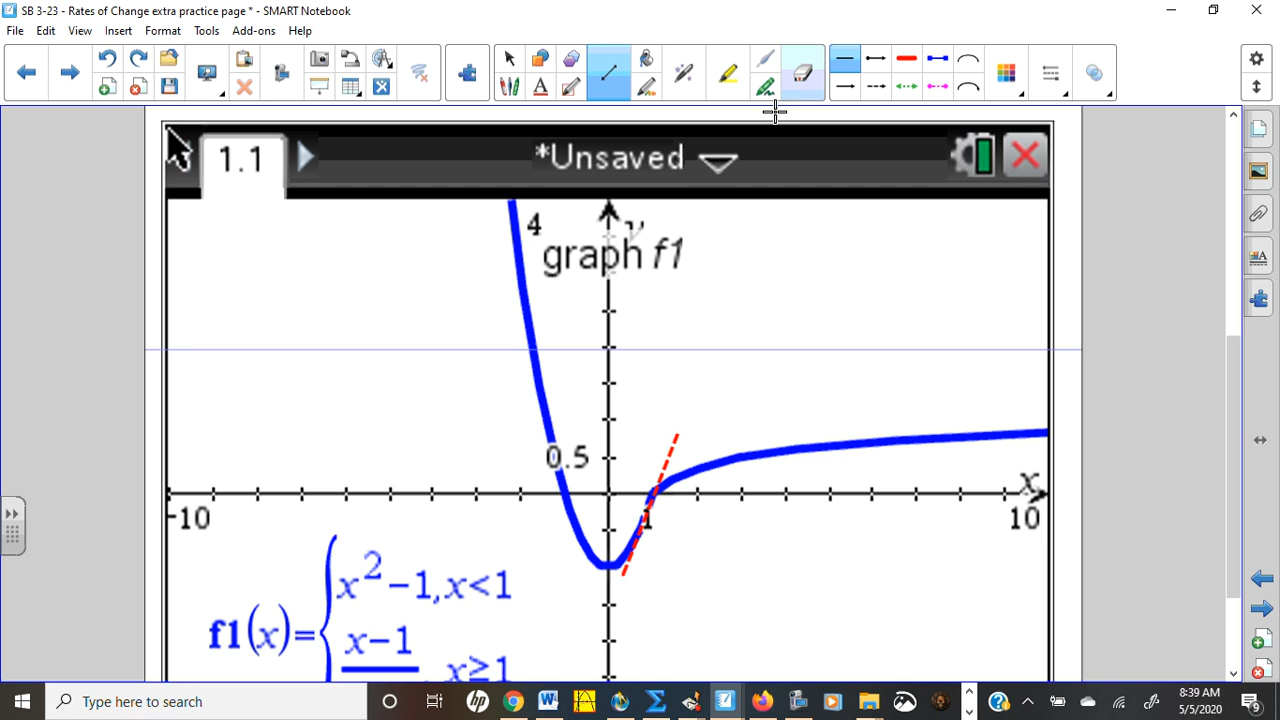 SB 3-23 - Rates of Change extra practice page * - SMART Notebook
File Edit View Insert Format Tools Add-ons Help
1.1
*Unsaved
4
y
graph f1
0.5
x
-10
1
10
x²-1,x<1
f1(x)=
x-1
x≥1
Type here to search
8:39 AM
5/5/2020
9